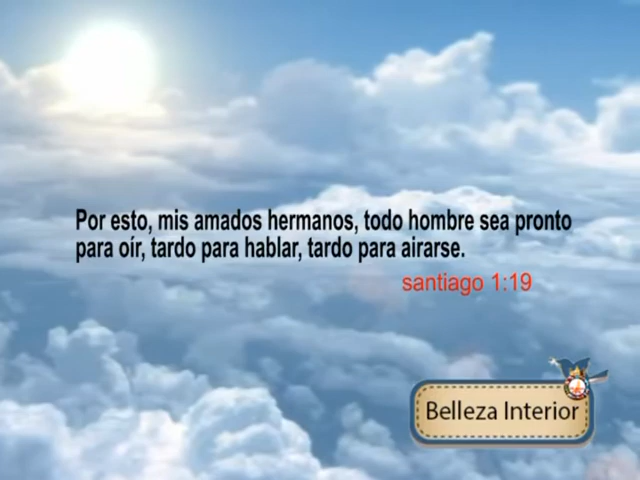 Por esto, mis amados hermanos, todo hombre sea pronto
para oír, tardo para hablar, tardo para airarse.
santiago 1:19
Belleza Interior